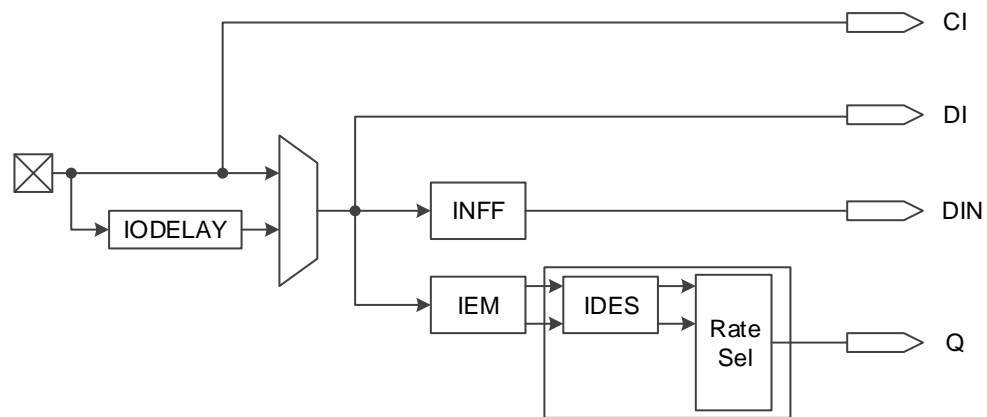 CI
DI
INFF
DIN
IODELAY
IEM
IDES
Rate
Sel
Q